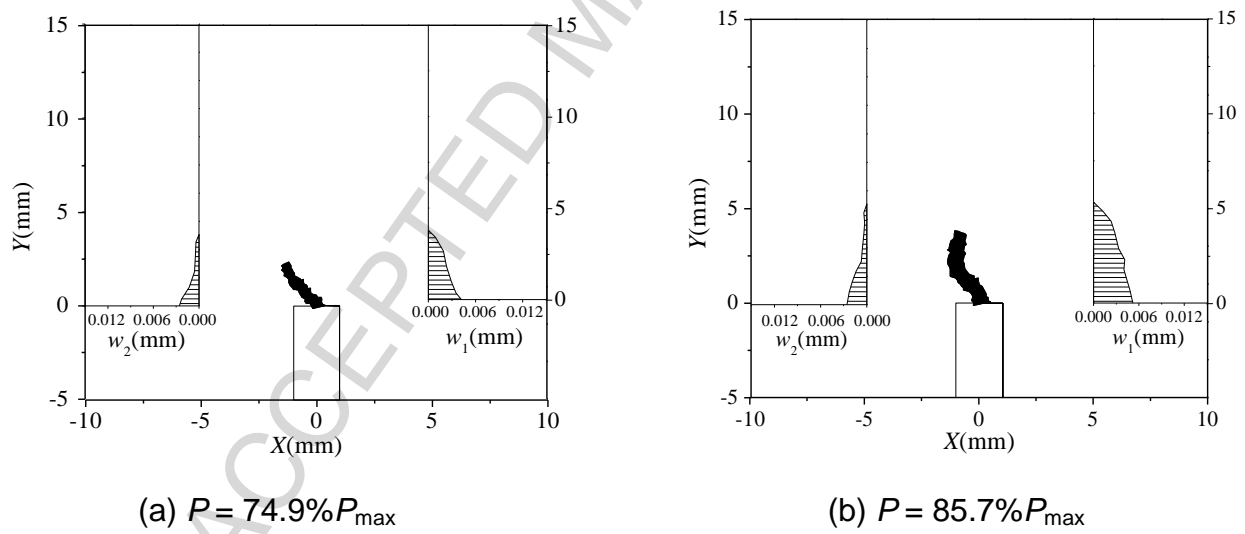 15
10
5
0
-5
Y(mm)
15
10
5
0
0.012 0.006 0.000
w2(mm)
0.000 0.006 0.012
w1(mm)
-10 -5 0 5 10
X(mm)
(a) P = 74.9%Pmax
15
10
5
0
-5
Y(mm)
15
10
5
0
0.012 0.006 0.000
w2(mm)
0.000 0.006 0.012
w1(mm)
-10 -5 0 5 10
X(mm)
(b) P = 85.7%Pmax
ACCEPTED MA